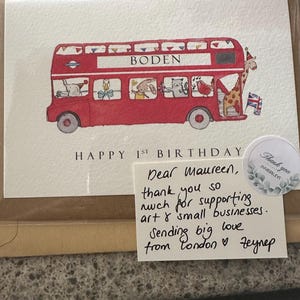 BODEN
HAPPY 1ST BIRTHDAY
Thank you
Dear Maureen,
thank you so
much for supporting
art & small businesses.
Sending big love
from London ♥ Zeynep